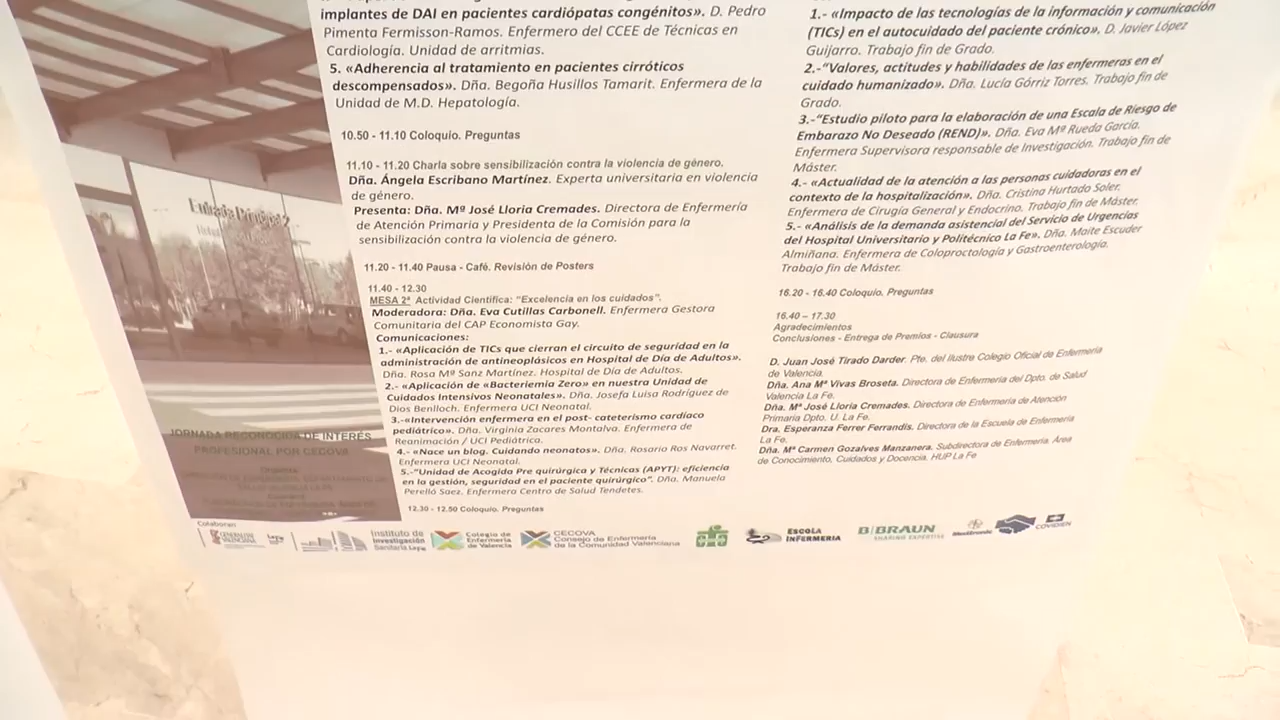 implantes de DAI en pacientes cardiópatas congénitos». D. Pedro
Pimenta Fermisson-Ramos. Enfermero del CCEE de Técnicas en
Cardiología. Unidad de arritmias.
5. «Adherencia al tratamiento en pacientes cirróticos
descompensados». Dña. Begoña Husillos Tamarit. Enfermera de la
Unidad de M.D. Hepatología.
10.50 - 11.10 Coloquio. Preguntas
11.10 - 11.20 Charla sobre sensibilización contra la violencia de género.
Dña. Ángela Escribano Martínez. Experta universitaria en violencia
de género.
Presenta: Dña. Mª José Lloria Cremades. Directora de Enfermería
de Atención Primaria y Presidenta de la Comisión para la
sensibilización contra la violencia de género.
11.20 - 11.40 Pausa - Café. Revisión de Posters
11.40 - 12.30
MESA 2ª Actividad Científica: "Excelencia en los cuidados".
Moderadora: Dña. Eva Cutillas Carbonell. Enfermera Gestora
Comunitaria del CAP Economista Gay.
Comunicaciones:
1.- «Aplicación de TICs que cierran el circuito de seguridad en la
administración de antineoplásicos en Hospital de Día de Adultos».
Dña. Rosa Mª Sanz Martínez. Hospital de Día de Adultos.
2.- «Aplicación de «Bacteriemia Zero» en nuestra Unidad de
Cuidados Intensivos Neonatales». Dña. Josefa Luisa Rodríguez de
Dios Benlloch. Enfermera UCI Neonatal.
3.-«Intervención enfermera en el post- cateterismo cardíaco
pediátrico». Dña. Virginia Zacares Montalva. Enfermera de
Reanimación / UCI Pediátrica.
4.- «Nace un blog. Cuidando neonatos». Dña. Rosario Ros Navarret.
Enfermera UCI Neonatal.
5.-"Unidad de Acogida Pre quirúrgica y Técnicas (APYT): eficiencia
en la gestión, seguridad en el paciente quirúrgico". Dña. Manuela
Perelló Saez. Enfermera Centro de Salud Tendetes.
12.30 - 12.50 Coloquio. Preguntas
1.- «Impacto de las tecnologías de la información y comunicación
(TICs) en el autocuidado del paciente crónico». D. Javier López
Guijarro. Trabajo fin de Grado.
2.-"Valores, actitudes y habilidades de las enfermeras en el
cuidado humanizado». Dña. Lucía Górriz Torres. Trabajo fin de
Grado.
3.-"Estudio piloto para la elaboración de una Escala de Riesgo de
Embarazo No Deseado (REND)». Dña. Eva Mª Rueda García.
Enfermera Supervisora responsable de Investigación. Trabajo fin de
Máster.
4.- «Actualidad de la atención a las personas cuidadoras en el
contexto de la hospitalización». Dña. Cristina Hurtado Soler.
Enfermera de Cirugía General y Endocrino. Trabajo fin de Máster.
5.- «Análisis de la demanda asistencial del Servicio de Urgencias
del Hospital Universitario y Politécnico La Fe». Dña. Maite Escuder
Almiñana. Enfermera de Coloproctología y Gastroenterología.
Trabajo fin de Máster.
16.20 - 16.40 Coloquio. Preguntas
16.40 – 17.30
Agradecimientos
Conclusiones - Entrega de Premios - Clausura
D. Juan José Tirado Darder. Pte. del Ilustre Colegio Oficial de Enfermería
de Valencia.
Dña. Ana Mª Vivas Broseta. Directora de Enfermería del Dpto. de Salud
Valencia La Fe.
Dña. Mª José Lloria Cremades. Directora de Enfermería de Atención
Primaria Dpto. U. La Fe.
Dra. Esperanza Ferrer Ferrandis. Directora de la Escuela de Enfermería
La Fe.
Dña. Mª Carmen Gozalves Manzanera. Subdirectora de Enfermería. Área
de Conocimiento, Cuidados y Docencia. HUP La Fe
Entrada Principal 2
JORNADA RECONOCIDA DE INTERÉS
PROFESIONAL POR CECOVA
Colaboran
GENERALITAT
VALENCIANA
Instituto de
Investigación
Sanitaria
Colegio de
Enfermería
de Valencia
CECOVA
Consejo de Enfermería
de la Comunidad Valenciana
ESCOLA
INFERMERIA
B|BRAUN
SHARING EXPERTISE
COVIDIEN